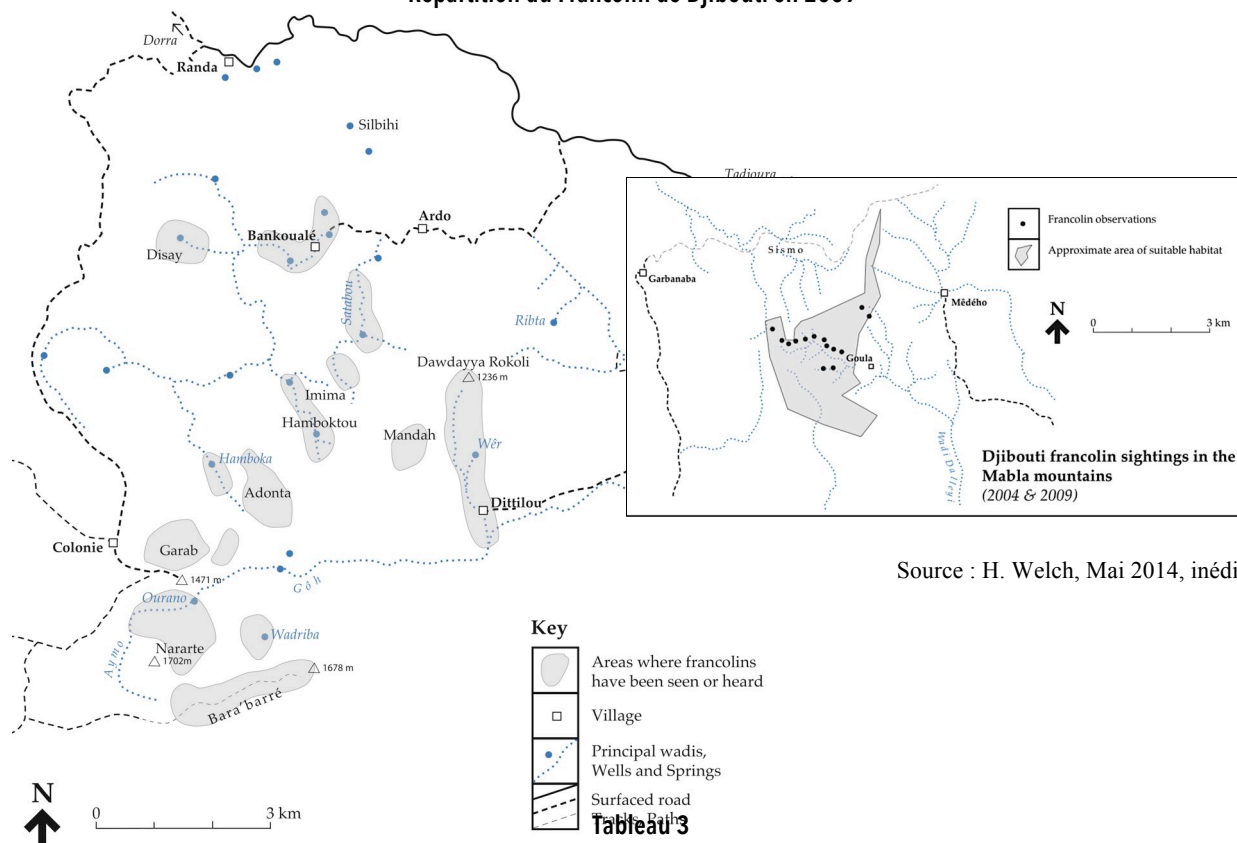 Répartition du Francolin de Djibouti en 2009
Dorra
Randa
Silbihi
Tadjoura
Ardo
Bankoualé
Disay
Salabou
Ribta
Dawdayya Rokoli
1236 m
Imima
Hamboktou
Mandah
Wêr
Hamboka
Adonta
Dittilou
Colonie
Garab
1471 m
Gôh
Ourano
Aymo
Nararte
1702m
Wadriba
1678 m
Bara'barré
N
0 3 km
Key
Areas where francolins
have been seen or heard
Village
Principal wadis,
Wells and Springs
Surfaced road
Tracks, Paths
Tableau 3
Francolin observations
Approximate area of suitable habitat
Sismo
Garbanaba
Mêdého
N
0 3 km
Goula
Djibouti francolin sightings in the
Mabla mountains
(2004 & 2009)
Source : H. Welch, Mai 2014, inédi